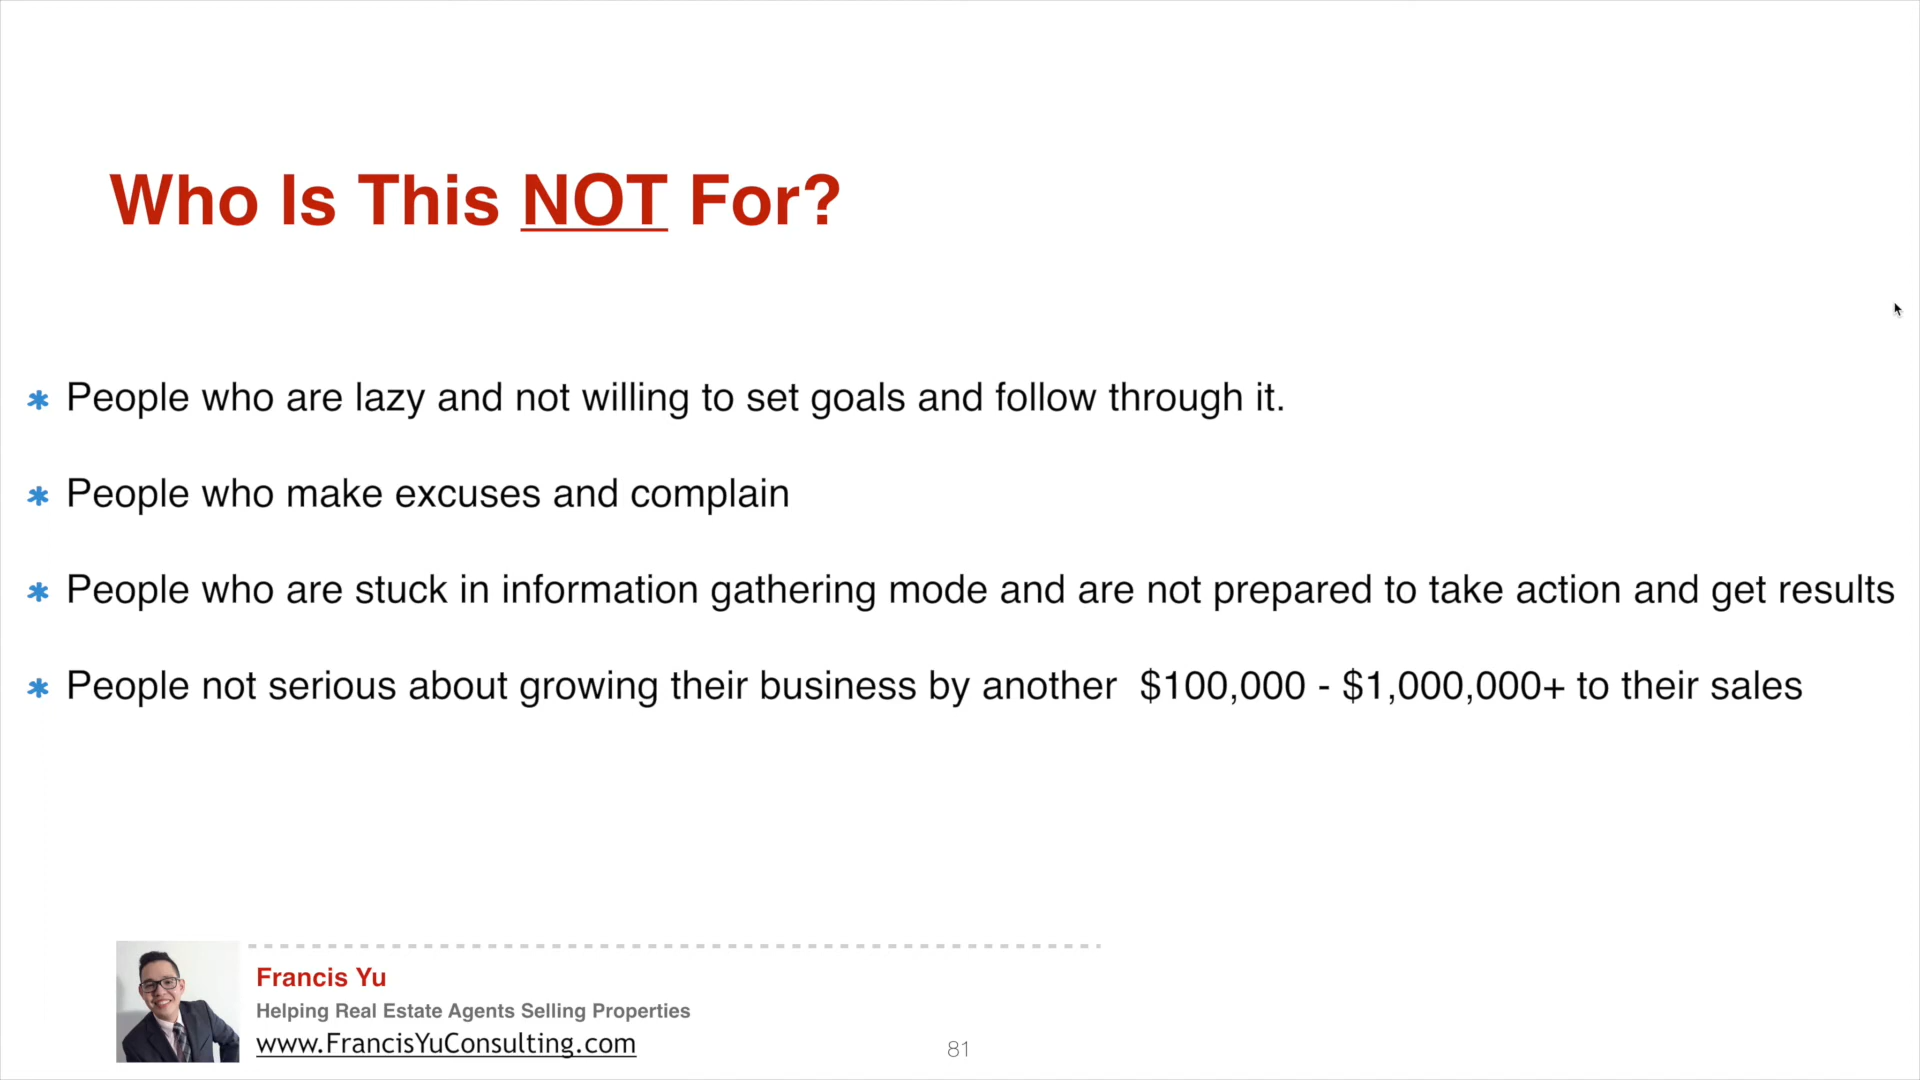 Who Is This NOT For?
* People who are lazy and not willing to set goals and follow through it.
* People who make excuses and complain
* People who are stuck in information gathering mode and are not prepared to take action and get results
* People not serious about growing their business by another  $100,000 - $1,000,000+ to their sales
Francis Yu
Helping Real Estate Agents Selling Properties
www.FrancisYuConsulting.com
81